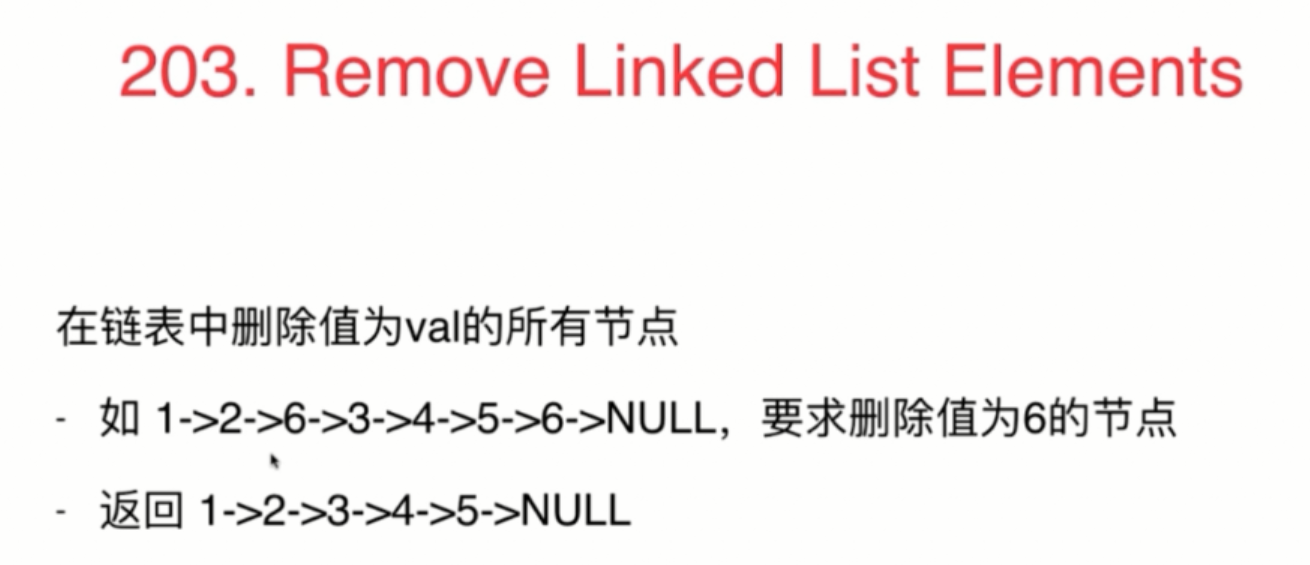 203. Remove Linked List Elements
在链表中删除值为val的所有节点
- 如 1->2->6->3->4->5->6->NULL，要求删除值为6的节点
- 返回 1->2->3->4->5->NULL